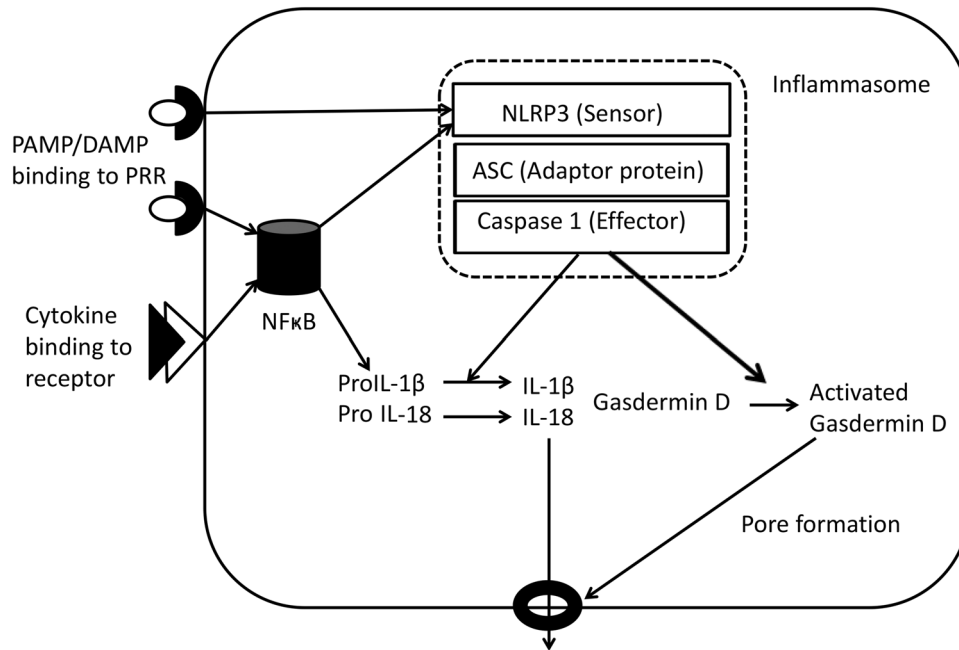 Inflammasome
NLRP3 (Sensor)
PAMP/DAMP
binding to PRR
ASC (Adaptor protein)
Caspase 1 (Effector)
NFκB
Cytokine
binding to
receptor
ProIL-1β
IL-1β
Pro IL-18
IL-18
Gasdermin D
Activated
Gasdermin D
Pore formation